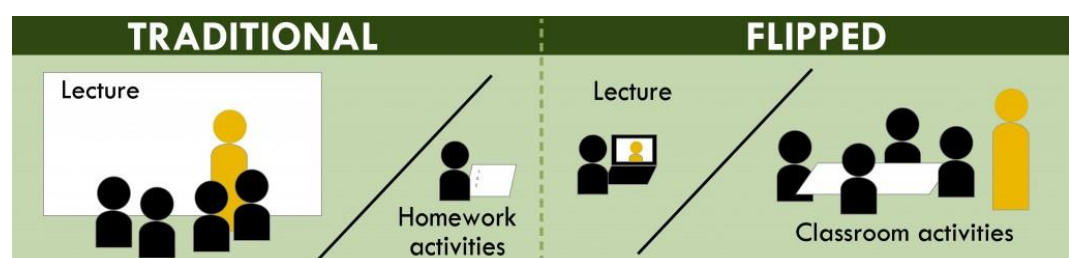 TRADITIONAL
Lecture
Homework
activities
FLIPPED
Lecture
Classroom activities